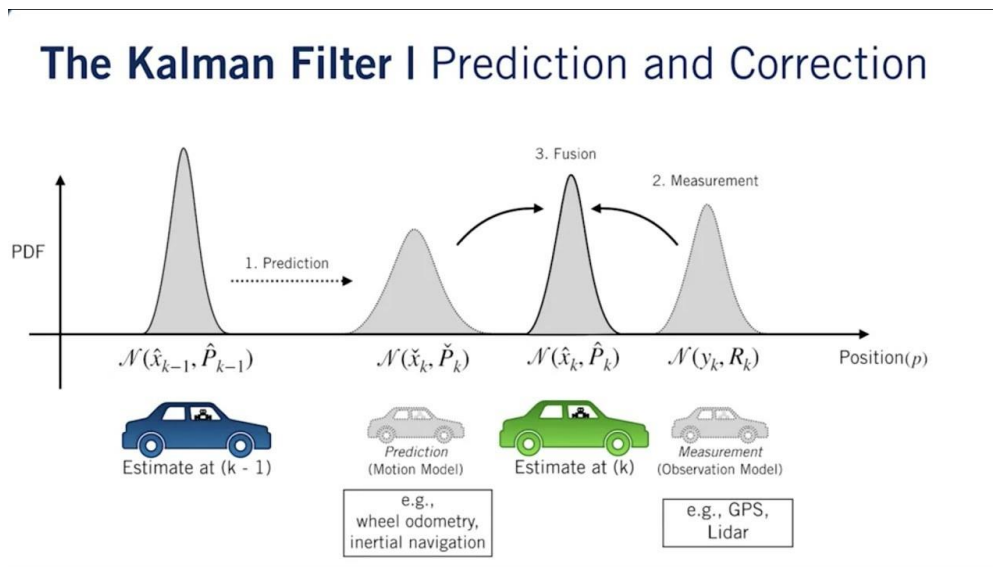 The Kalman Filter | Prediction and Correction
3. Fusion
2. Measurement
PDF
1. Prediction
𝒩(x̂ₖ₋₁, P̂ₖ₋₁)
𝒩(x̌ₖ, P̌ₖ)
𝒩(x̂ₖ, P̂ₖ)
𝒩(yₖ, Rₖ)
Position(p)
Estimate at (k - 1)
Prediction
(Motion Model)
Estimate at (k)
Measurement
(Observation Model)
e.g.,
wheel odometry,
inertial navigation
e.g., GPS,
Lidar